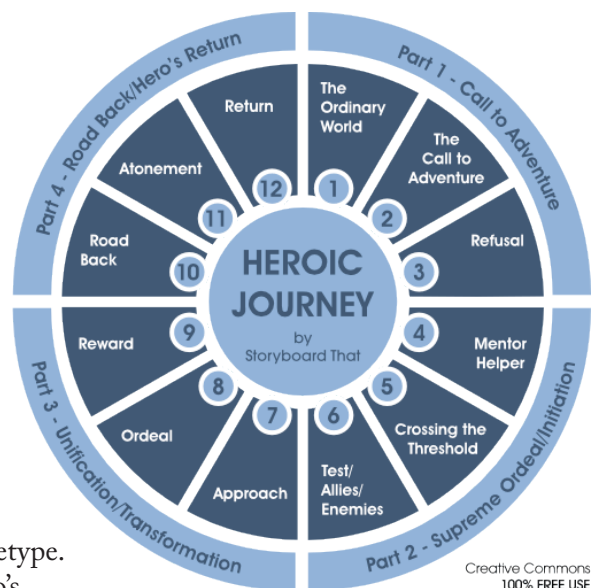 Part 1 - Call to Adventure
The
Ordinary
World
1
The
Call to
Adventure
2
Refusal
3
Part 2 - Supreme Ordeal/Initiation
Mentor
Helper
4
Crossing the
Threshold
5
Test/
Allies/
Enemies
6
Part 3 - Unification/Transformation
Approach
7
Ordeal
8
Reward
9
Part 4 - Road Back/Hero's Return
Road
Back
10
Atonement
11
Return
12
HEROIC
JOURNEY
by
Storyboard That
etype.
o's
Creative Commons
100% FREE USE